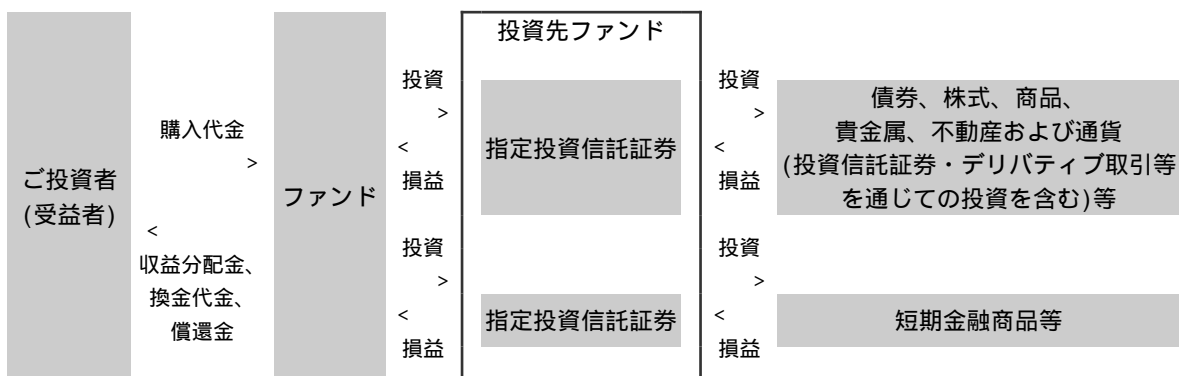 ご投資者
(受益者)
購入代金
>
<
収益分配金、
換金代金、
償還金
ファンド
投資
>
<
損益
投資
>
<
損益
投資先ファンド
指定投資信託証券
指定投資信託証券
投資
>
<
損益
投資
>
<
損益
債券、株式、商品、
貴金属、不動産および通貨
(投資信託証券・デリバティブ取引等
を通じての投資を含む)等
短期金融商品等